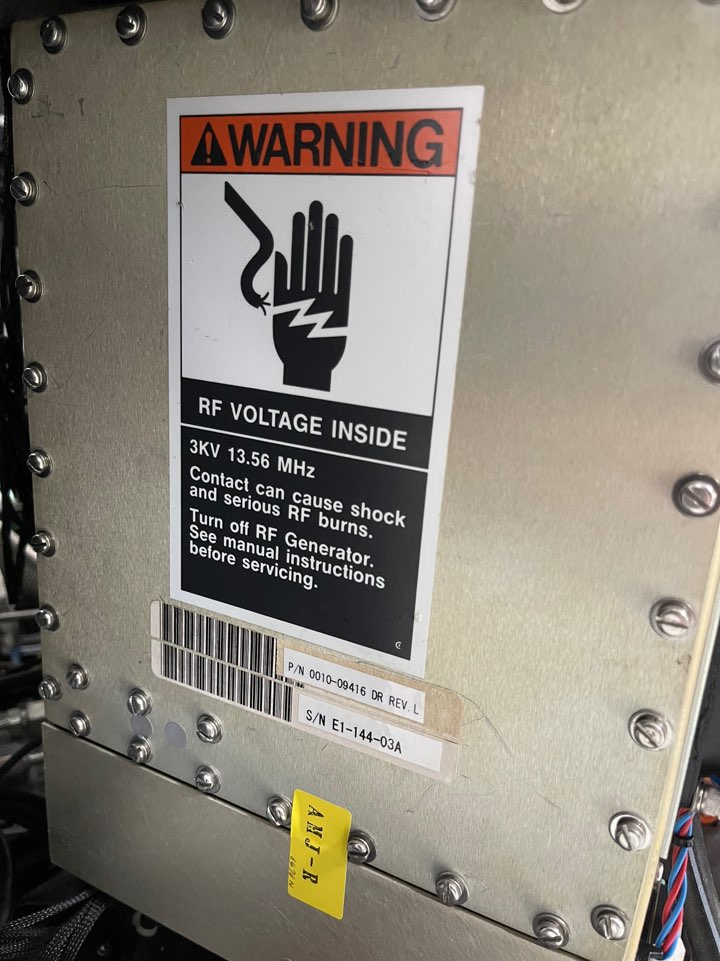 WARNING
RF VOLTAGE INSIDE
3KV 13.56 MHz
Contact can cause shock
and serious RF burns.
Turn off RF Generator.
See manual instructions
before servicing.
P/N 0010-09416 DR REV.L
S/N E1-144-03A
AMJ-R